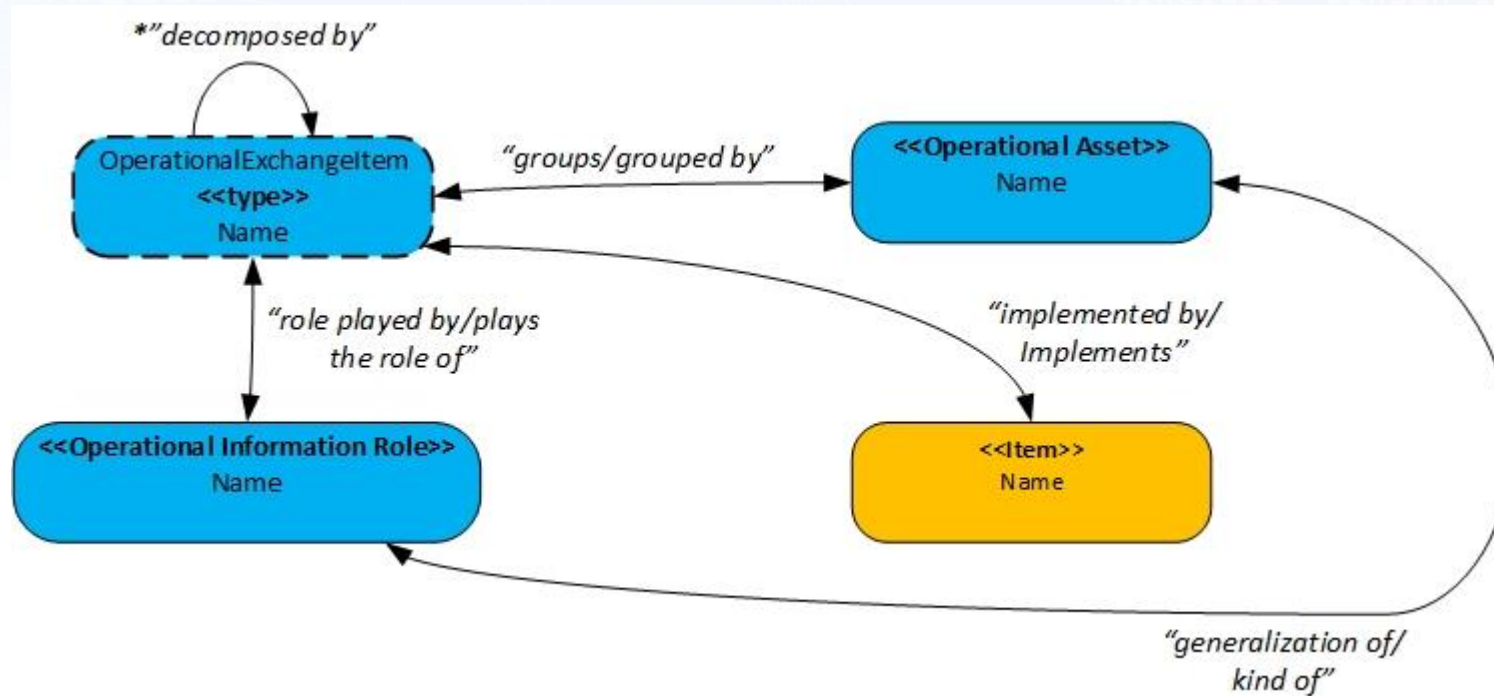 *”decomposed by”
OperationalExchangeItem
<<type>>
Name
“groups/grouped by”
<<Operational Asset>>
Name
“role played by/plays
the role of”
“implemented by/
Implements”
<<Operational Information Role>>
Name
<<Item>>
Name
“generalization of/
kind of”